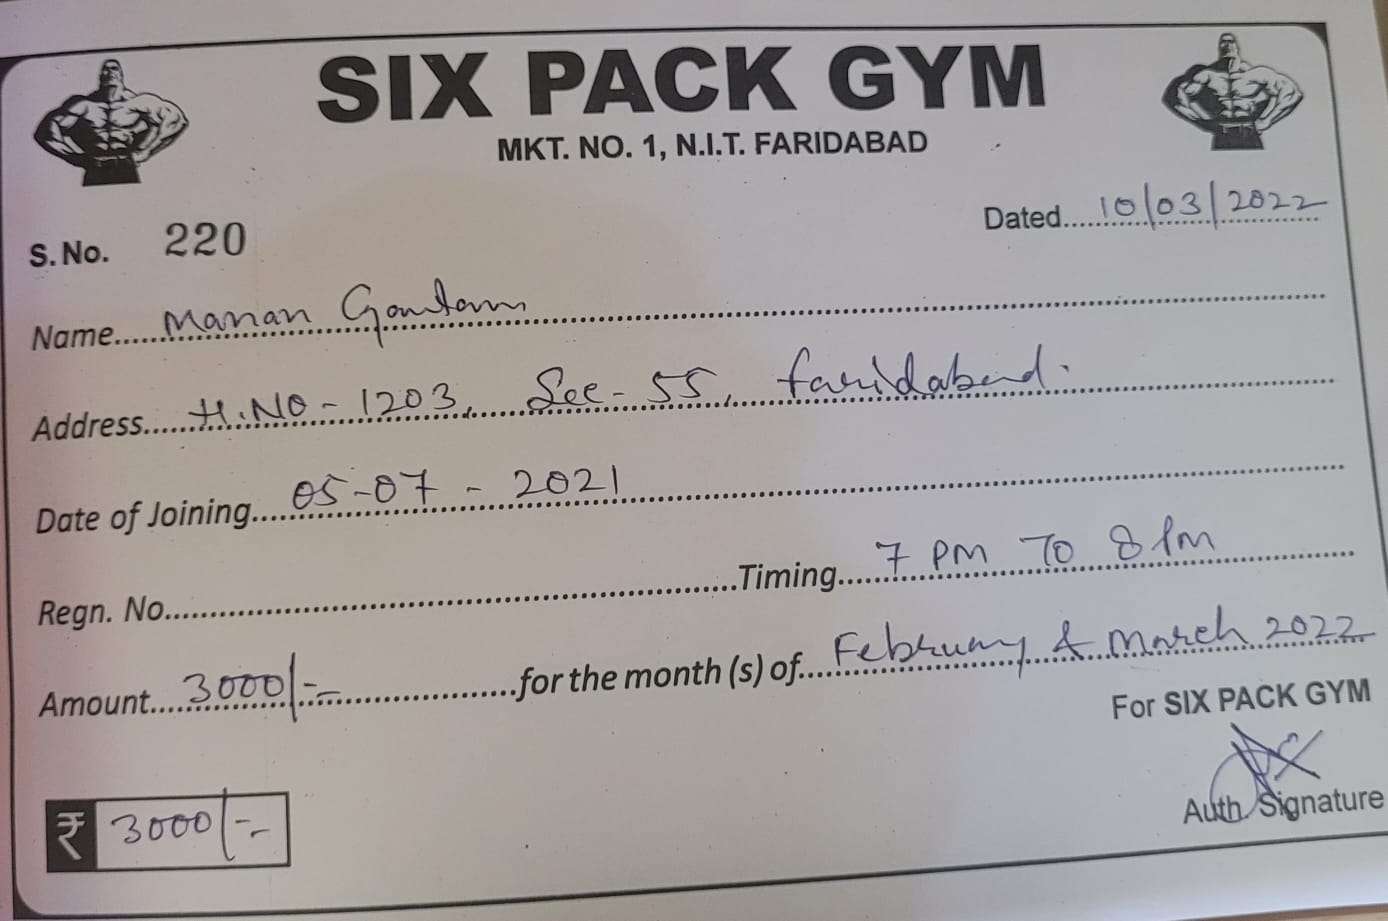 SIX PACK GYM
MKT. NO. 1, N.I.T. FARIDABAD
S. No. 220
Dated....10/03/2022
Name....Manan Gautam
Address....H.NO-1203, Sec-55, faridabad.
Date of Joining....05-07-2021
Regn. No.........Timing....7 PM TO 8 PM
Amount....3000/-....for the month (s) of....February & March 2022
For SIX PACK GYM
₹ 3000/-
Auth. Signature